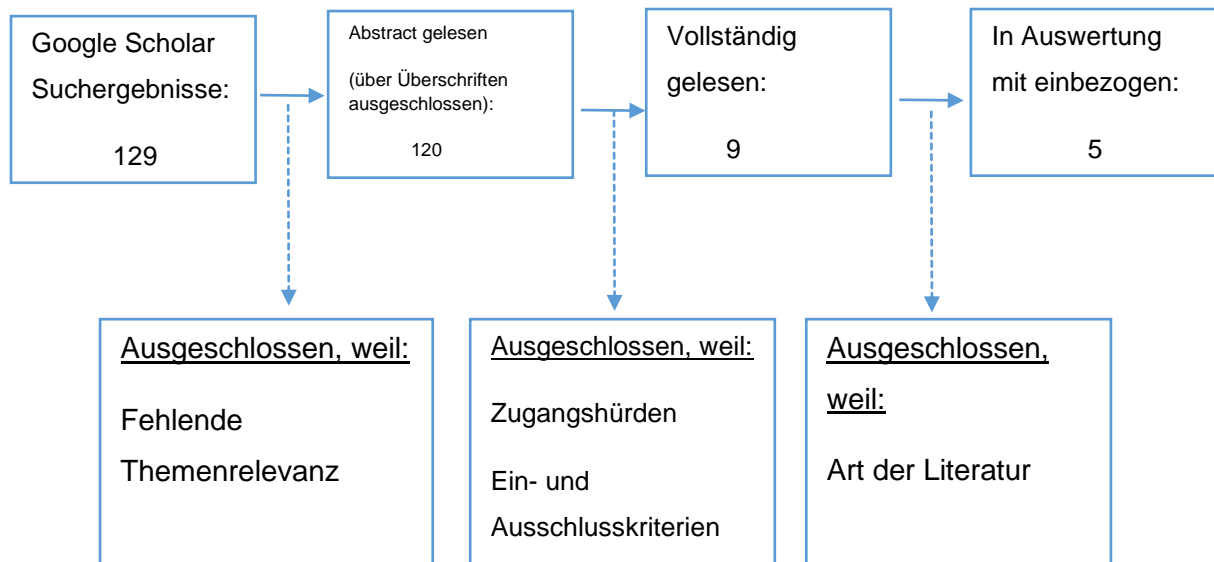 Google Scholar
Suchergebnisse:
129
Abstract gelesen
(über Überschriften
ausgeschlossen):
120
Vollständig
gelesen:
9
In Auswertung
mit einbezogen:
5
Ausgeschlossen, weil:
Fehlende
Themenrelevanz
Ausgeschlossen, weil:
Zugangshürden
Ein- und
Ausschlusskriterien
Ausgeschlossen,
weil:
Art der Literatur